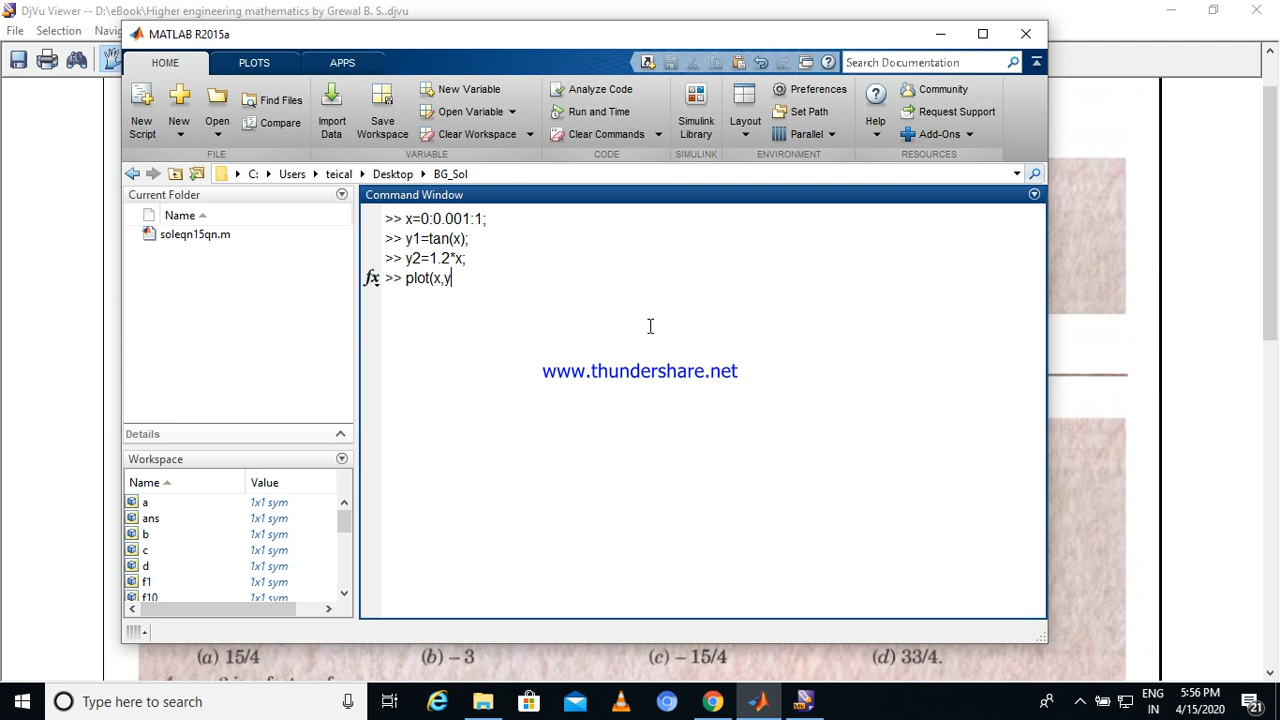 DjVu Viewer -- D:\eBook\Higher engineering mathematics by Grewal B. S..djvu
File Selection
MATLAB R2015a
HOME PLOTS APPS
Search Documentation
New Script
New
Open
Find Files
Compare
FILE
Import Data
Save Workspace
New Variable
Open Variable
Clear Workspace
VARIABLE
Analyze Code
Run and Time
Clear Commands
CODE
Simulink Library
SIMULINK
Layout
Preferences
Set Path
Parallel
ENVIRONMENT
Help
Community
Request Support
Add-Ons
RESOURCES
C: Users teical Desktop BG_Sol
Current Folder
Name
soleqn15qn.m
Details
Workspace
Name Value
a 1x1 sym
ans 1x1 sym
b 1x1 sym
c 1x1 sym
d 1x1 sym
f1 1x1 sym
f10 1x1 sym
Command Window
>> x=0:0.001:1;
>> y1=tan(x);
>> y2=1.2*x;
fx >> plot(x,y
www.thundershare.net
(a) 15/4 (b) – 3 (c) – 15/4 (d) 33/4.
Type here to search
ENG
IN
5:56 PM
4/15/2020
21